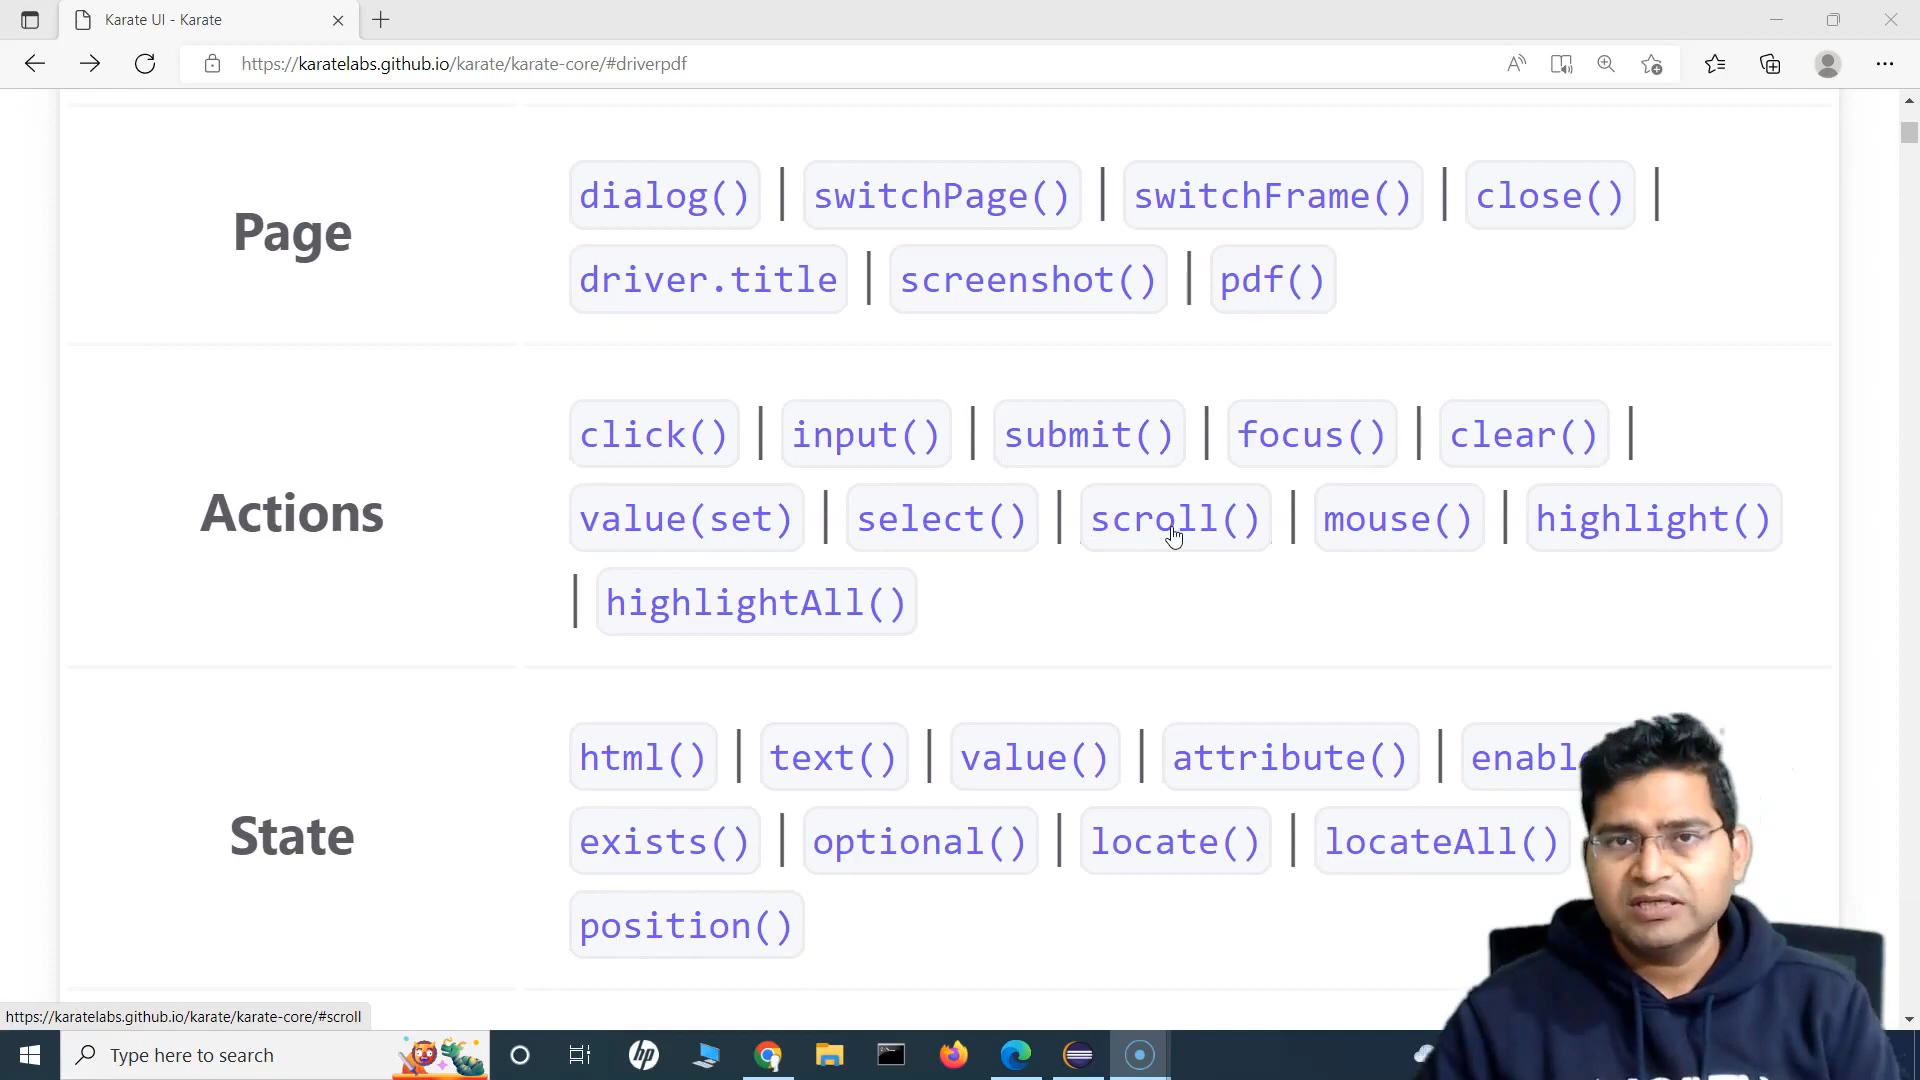 Karate UI - Karate
https://karatelabs.github.io/karate/karate-core/#driverpdf
Page
dialog() | switchPage() | switchFrame() | close() |
driver.title | screenshot() | pdf()
Actions
click() | input() | submit() | focus() | clear() |
value(set) | select() | scroll() | mouse() | highlight()
| highlightAll()
State
html() | text() | value() | attribute() | enabl
exists() | optional() | locate() | locateAll()
position()
https://karatelabs.github.io/karate/karate-core/#scroll
Type here to search
hp